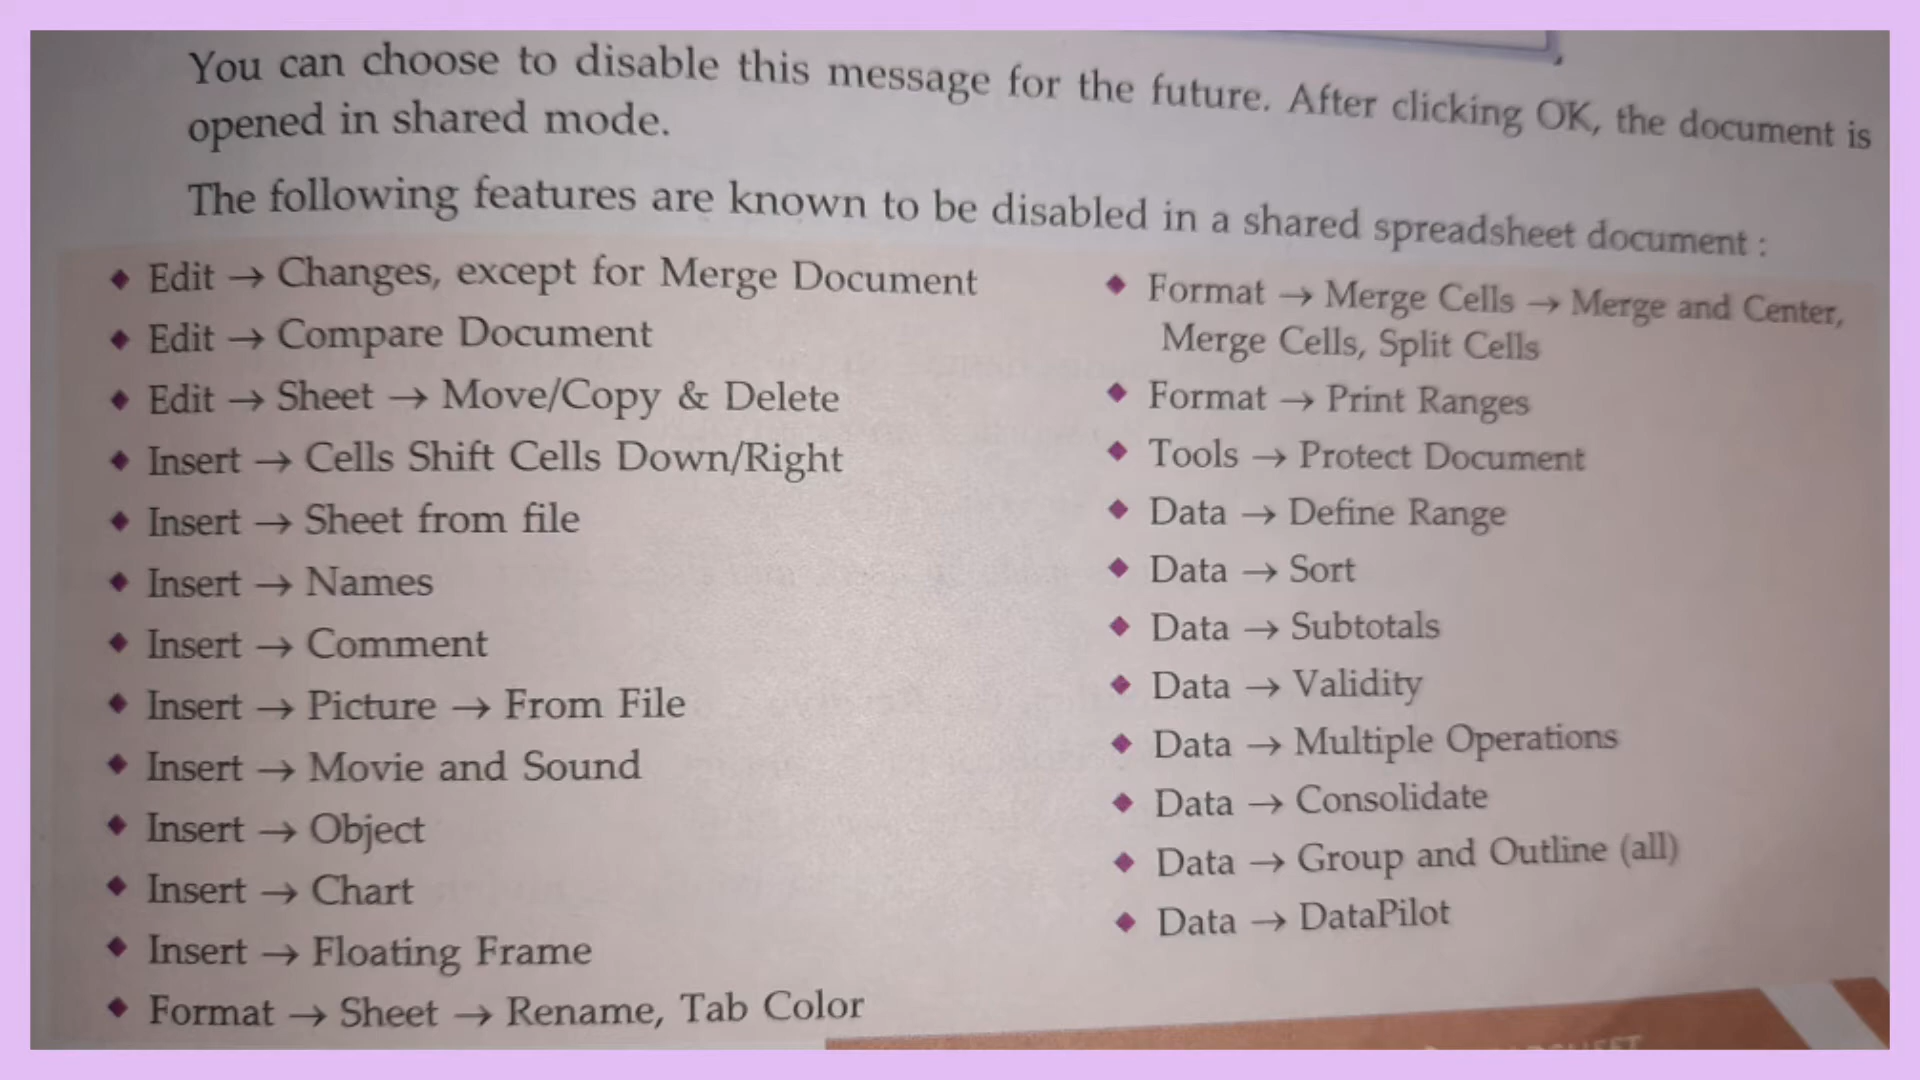 You can choose to disable this message for the future. After clicking OK, the document is
opened in shared mode.
The following features are known to be disabled in a shared spreadsheet document :
◆ Edit → Changes, except for Merge Document
◆ Edit → Compare Document
◆ Edit → Sheet → Move/Copy & Delete
◆ Insert → Cells Shift Cells Down/Right
◆ Insert → Sheet from file
◆ Insert → Names
◆ Insert → Comment
◆ Insert → Picture → From File
◆ Insert → Movie and Sound
◆ Insert → Object
◆ Insert → Chart
◆ Insert → Floating Frame
◆ Format → Sheet → Rename, Tab Color
◆ Format → Merge Cells → Merge and Center,
Merge Cells, Split Cells
◆ Format → Print Ranges
◆ Tools → Protect Document
◆ Data → Define Range
◆ Data → Sort
◆ Data → Subtotals
◆ Data → Validity
◆ Data → Multiple Operations
◆ Data → Consolidate
◆ Data → Group and Outline (all)
◆ Data → DataPilot